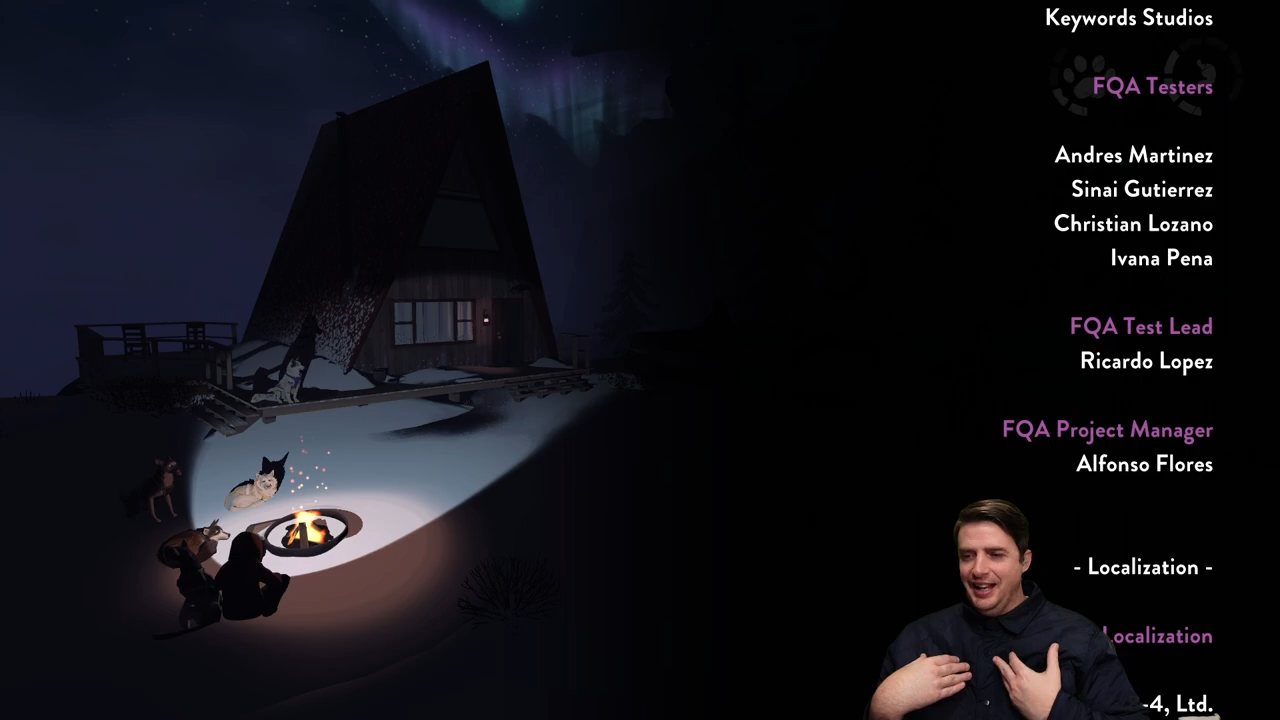 Keywords Studios
FQA Testers
Andres Martinez
Sinai Gutierrez
Christian Lozano
Ivana Pena
FQA Test Lead
Ricardo Lopez
FQA Project Manager
Alfonso Flores
- Localization -
Localization
-4, Ltd.